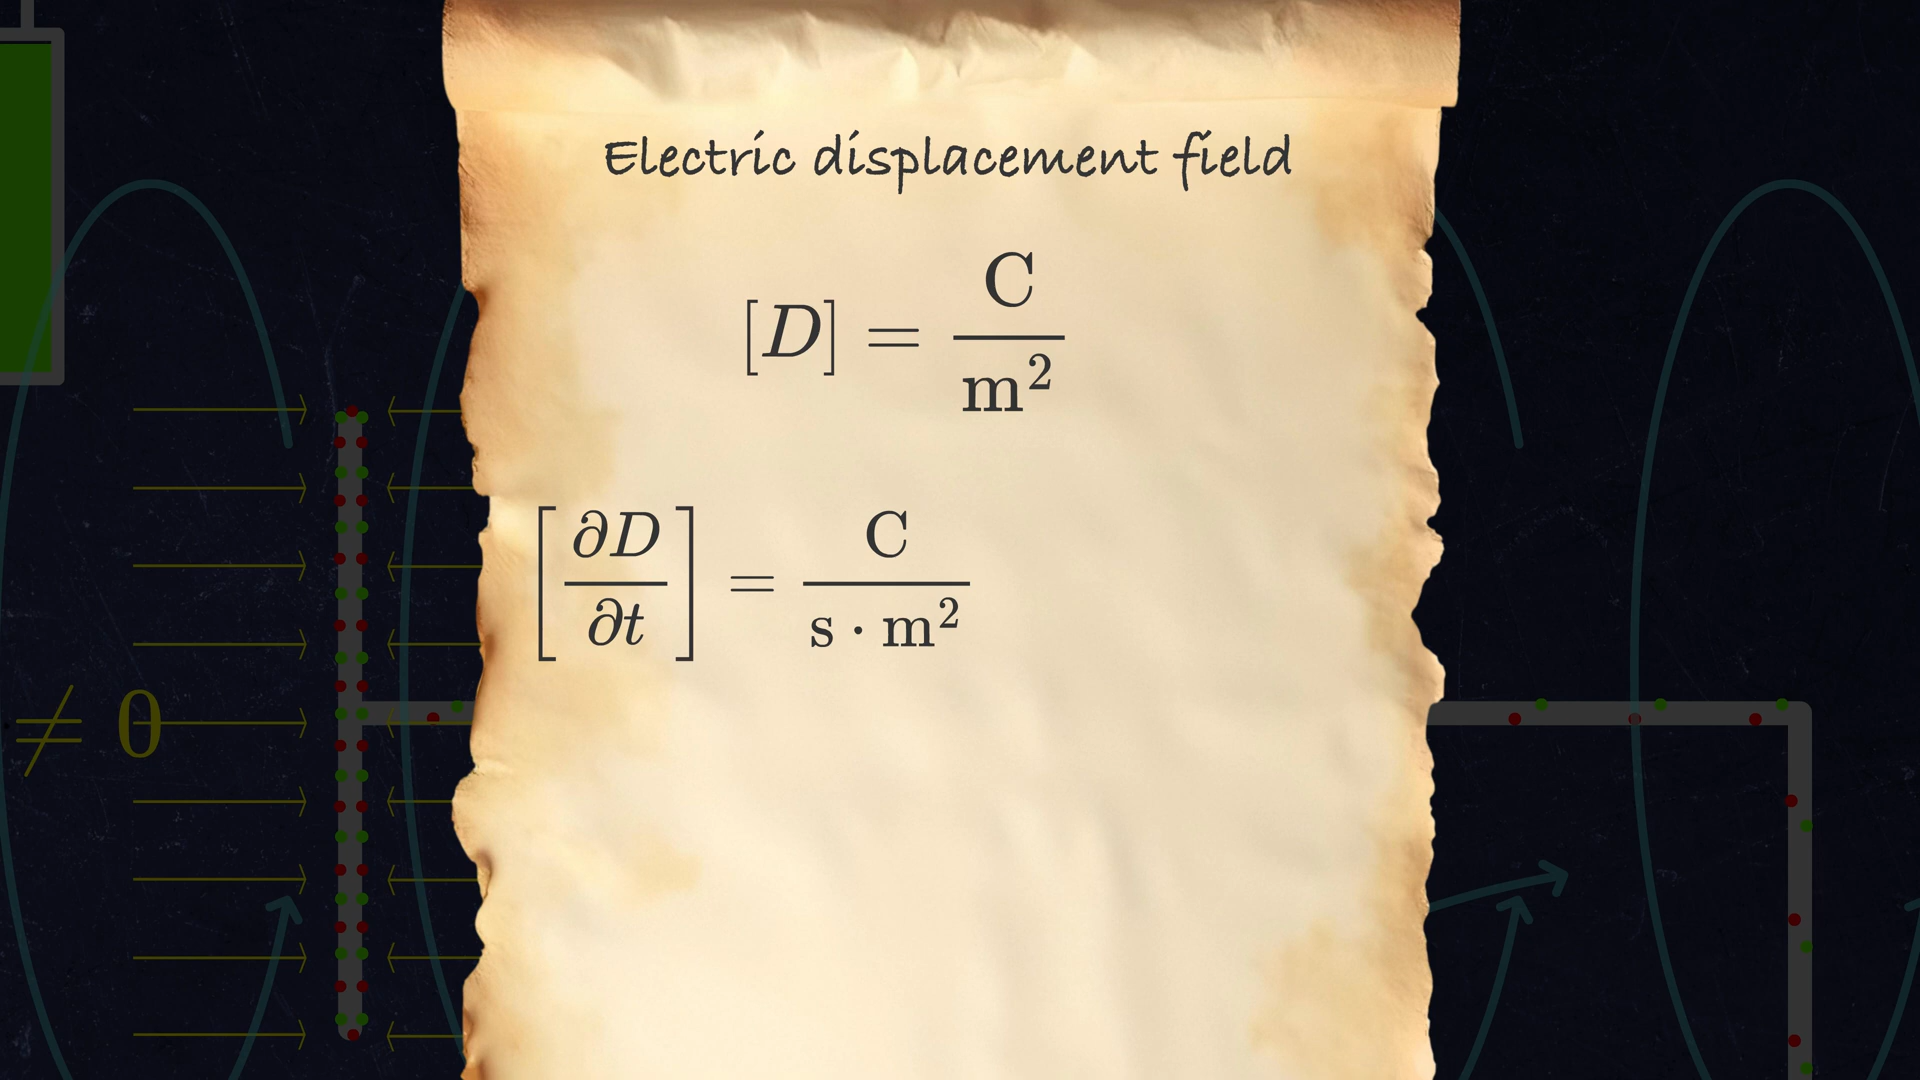 Electric displacement field
[D] = C / m²
[∂D / ∂t] = C / (s · m²)
≠ 0